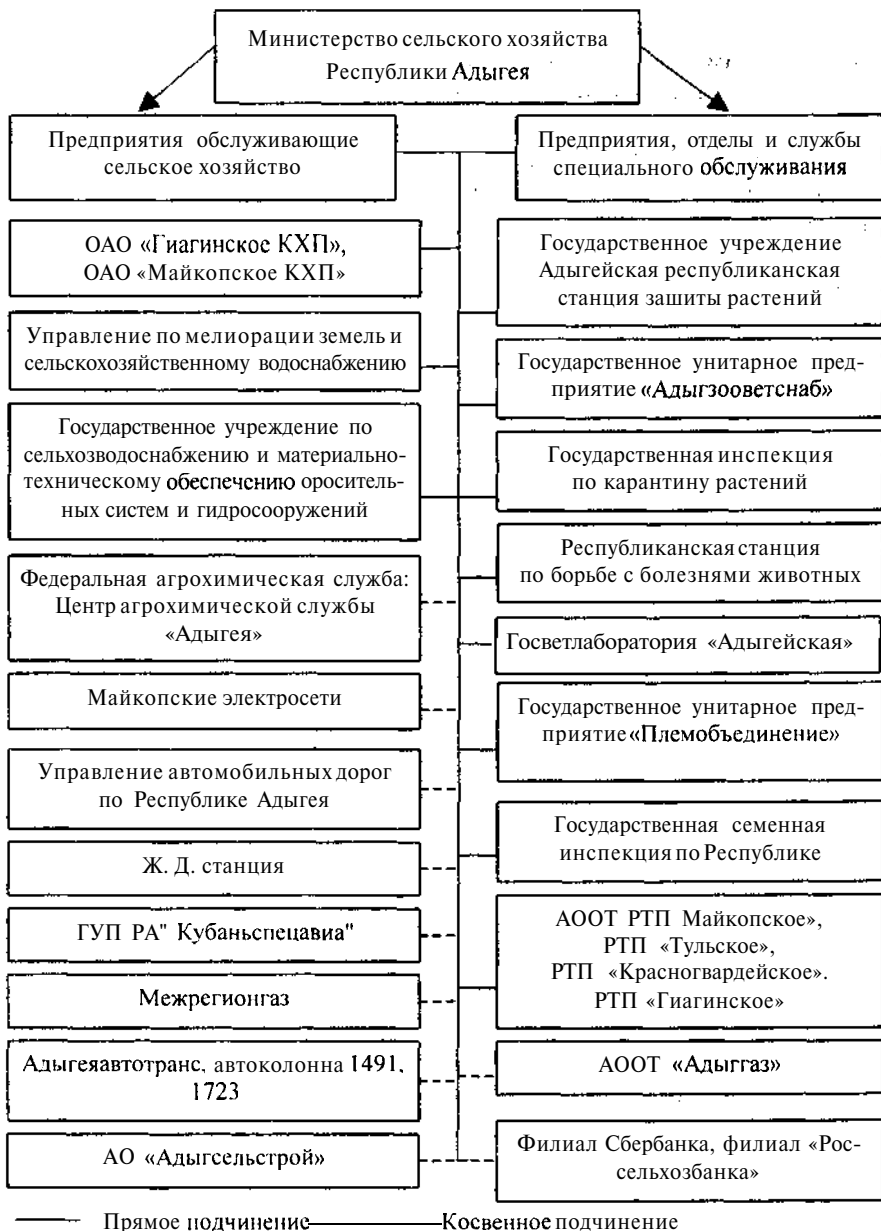 Министерство сельского хозяйства
Республики Адыгея
Предприятия обслуживающие
сельское хозяйство
Предприятия, отделы и службы
специального обслуживания
ОАО «Гиагинское КХП»,
ОАО «Майкопское КХП»
Государственное учреждение
Адыгейская республиканская
станция зашиты растений
Управление по мелиорации земель и
сельскохозяйственному водоснабжению
Государственное унитарное пред-
приятие «Адыгзооветснаб»
Государственное учреждение по
сельхозводоснабжению и материально-
техническому обеспечению ороситель-
ных систем и гидросооружений
Государственная инспекция
по карантину растений
Федеральная агрохимическая служба:
Центр агрохимической службы
«Адыгея»
Республиканская станция
по борьбе с болезнями животных
Госветлаборатория «Адыгейская»
Майкопские электросети
Государственное унитарное пред-
приятие «Племобъединение»
Управление автомобильных дорог
по Республике Адыгея
Государственная семенная
инспекция по Республике
Ж. Д. станция
ГУП РА" Кубаньспецавиа"
АООТ РТП Майкопское»,
РТП «Тульское»,
РТП «Красногвардейское».
РТП «Гиагинское»
Межрегионгаз
Адыгеяавтотранс, автоколонна 1491,
1723
АООТ «Адыггаз»
АО «Адыгсельстрой»
Филиал Сбербанка, филиал «Рос-
сельхозбанка»
Прямое подчинение Косвенное подчинение